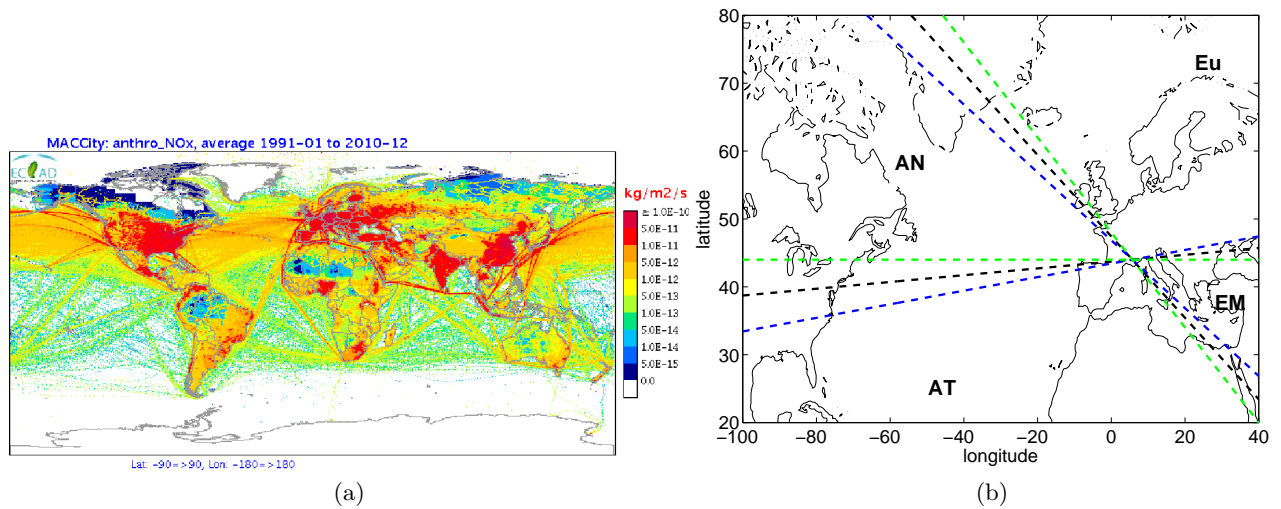 MACCity: anthro_NOx, average 1991-01 to 2010-12
EC AD
kg/m2/s
≥ 1.0E-10
5.0E-11
1.0E-11
5.0E-12
1.0E-12
5.0E-13
1.0E-13
5.0E-14
1.0E-14
5.0E-15
0.0
Lat: -90=>90, Lon: -180=>180
(a)
80
70
60
50
40
30
20
latitude
Eu
AN
EM
AT
−100 −80 −60 −40 −20 0 20 40
longitude
(b)